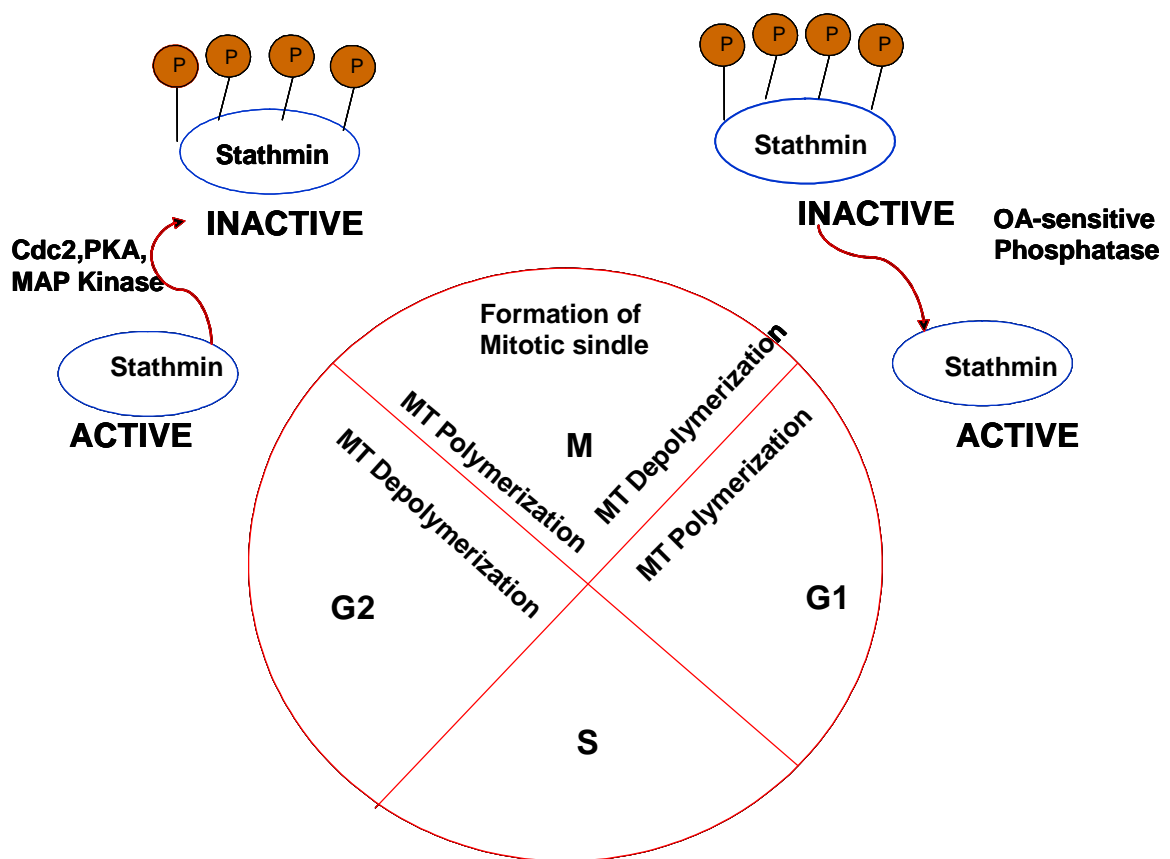 P P P P
Stathmin
INACTIVE
Cdc2,PKA,
MAP Kinase
Stathmin
ACTIVE
P P P P
Stathmin
INACTIVE
OA-sensitive
Phosphatase
Stathmin
ACTIVE
Formation of
Mitotic sindle
MT Polymerization
M
MT Depolymerization
MT Depolymerization
G2
MT Polymerization
G1
S